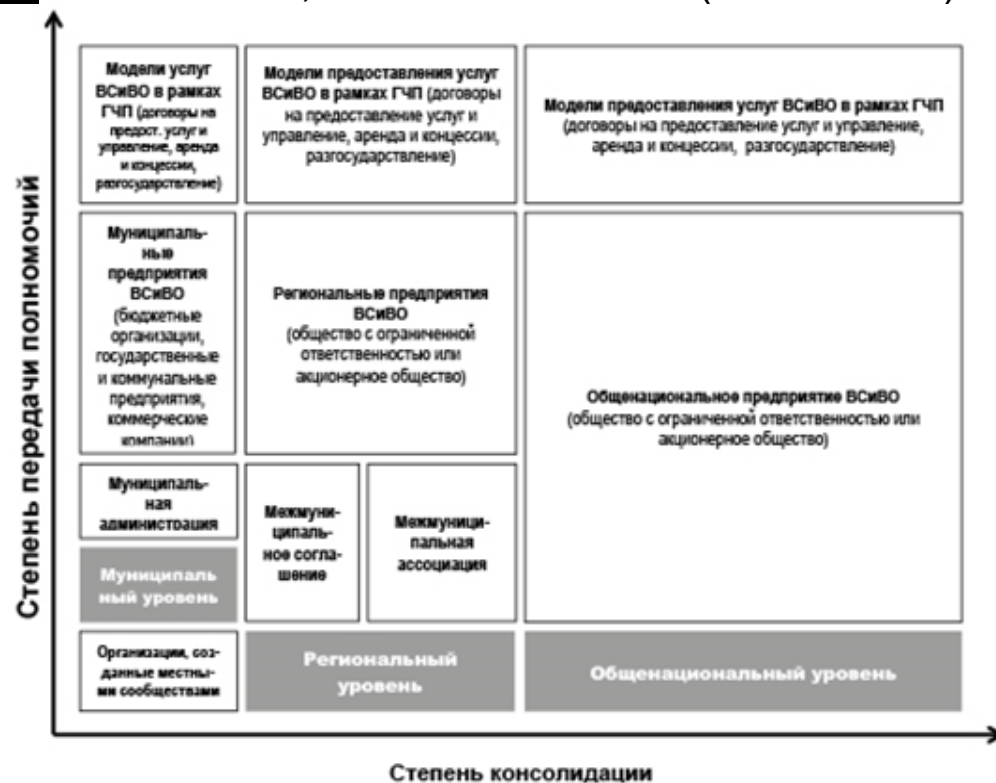 Степень передачи полномочий
Модели услуг
ВСиВО в рамках
ГЧП (договоры на
предост. услуг и
управление, аренда
и концессии,
разгосударствление)
Модели предоставления услуг
ВСиВО в рамках ГЧП (договоры
на предоставление услуг и
управление, аренда и концессии,
разгосударствление)
Модели предоставления услуг ВСиВО в рамках ГЧП
(договоры на предоставление услуг и управление,
аренда и концессии, разгосударствление)
Муниципаль-
ные
предприятия
ВСиВО
(бюджетные
организации,
государственные
и коммунальные
предприятия,
коммерческие
компании)
Региональные предприятия
ВСиВО
(общество с ограниченной
ответственностью или
акционерное общество)
Общенациональное предприятие ВСиВО
(общество с ограниченной ответственностью или
акционерное общество)
Муниципаль-
ная
администрация
Межмуни-
ципаль-
ное согла-
шение
Межмуници-
пальная
ассоциация
Муниципаль
ный уровень
Организации, соз-
данные местны-
ми сообществами
Региональный
уровень
Общенациональный уровень
Степень консолидации